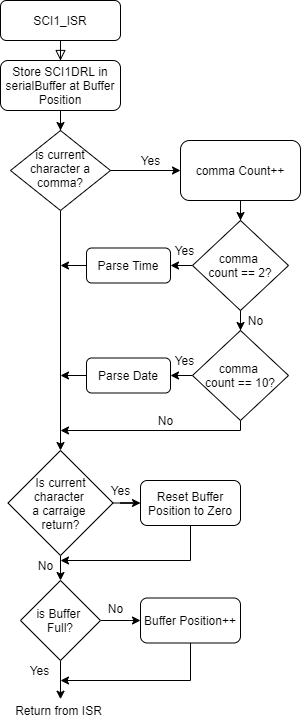 SCI1_ISR
Store SCI1DRL in
serialBuffer at Buffer
Position
is current
character a
comma?
Yes
comma Count++
comma
count == 2?
Yes
Parse Time
No
comma
count == 10?
Yes
Parse Date
No
Is current
character
a carraige
return?
Yes
Reset Buffer
Position to Zero
No
is Buffer
Full?
No
Buffer Position++
Yes
Return from ISR